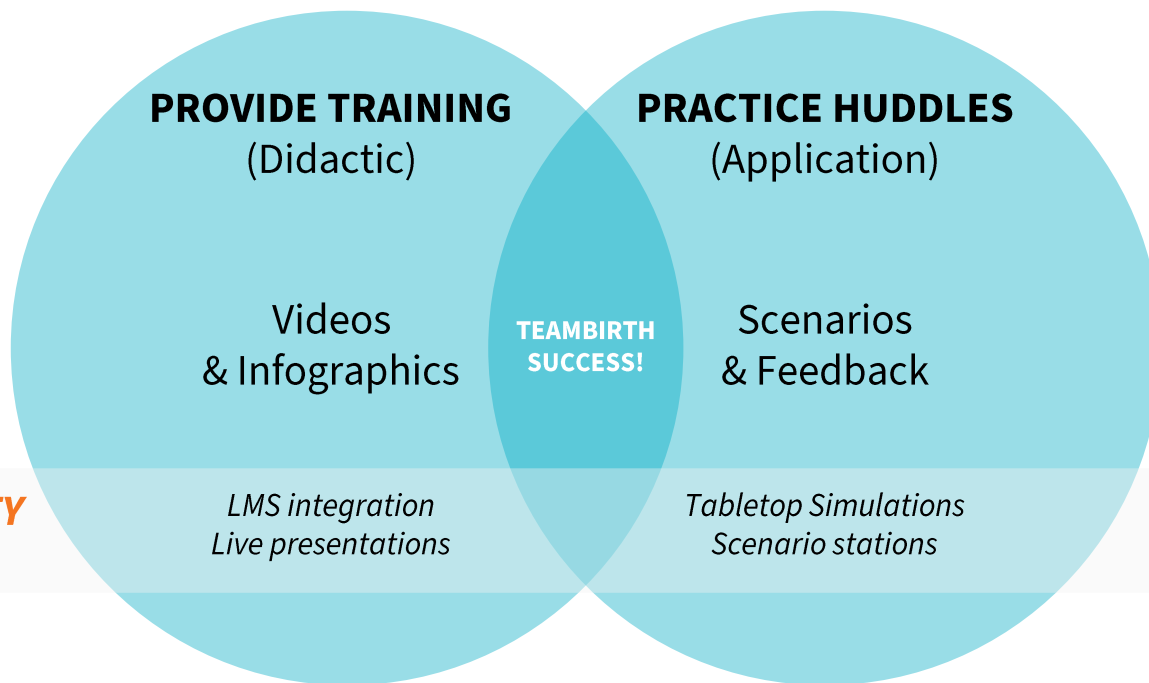 PROVIDE TRAINING
(Didactic)
Videos
& Infographics
TEAMBIRTH
SUCCESS!
PRACTICE HUDDLES
(Application)
Scenarios
& Feedback
LMS integration
Live presentations
Tabletop Simulations
Scenario stations